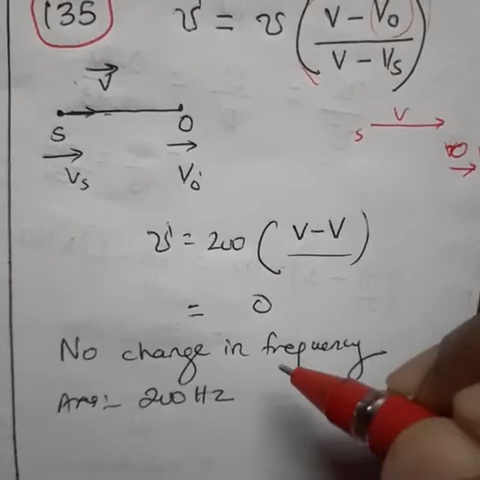 135
ν' = ν ( V - V₀ / V - Vs )
V
S O
Vs V₀
S V
O
ν' = 200 ( V - V )
= 0
No change in frequency
Ans:- 200 Hz